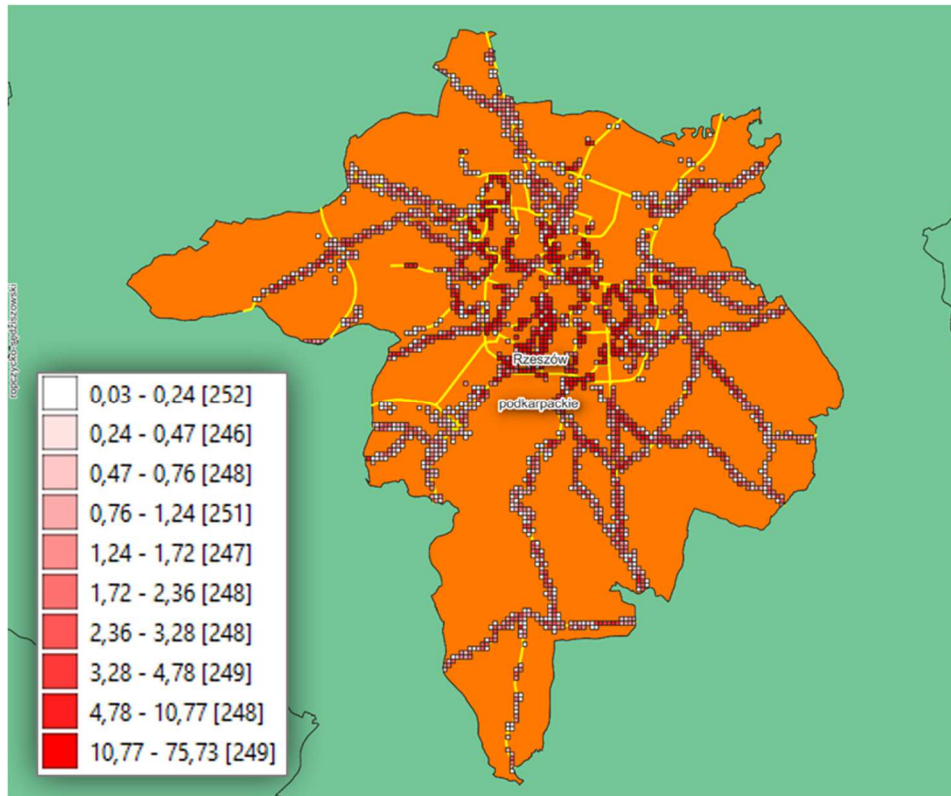 ropczycko-sędziszowski
Rzeszów
podkarpackie
0,03 - 0,24 [252]
0,24 - 0,47 [246]
0,47 - 0,76 [248]
0,76 - 1,24 [251]
1,24 - 1,72 [247]
1,72 - 2,36 [248]
2,36 - 3,28 [248]
3,28 - 4,78 [249]
4,78 - 10,77 [248]
10,77 - 75,73 [249]